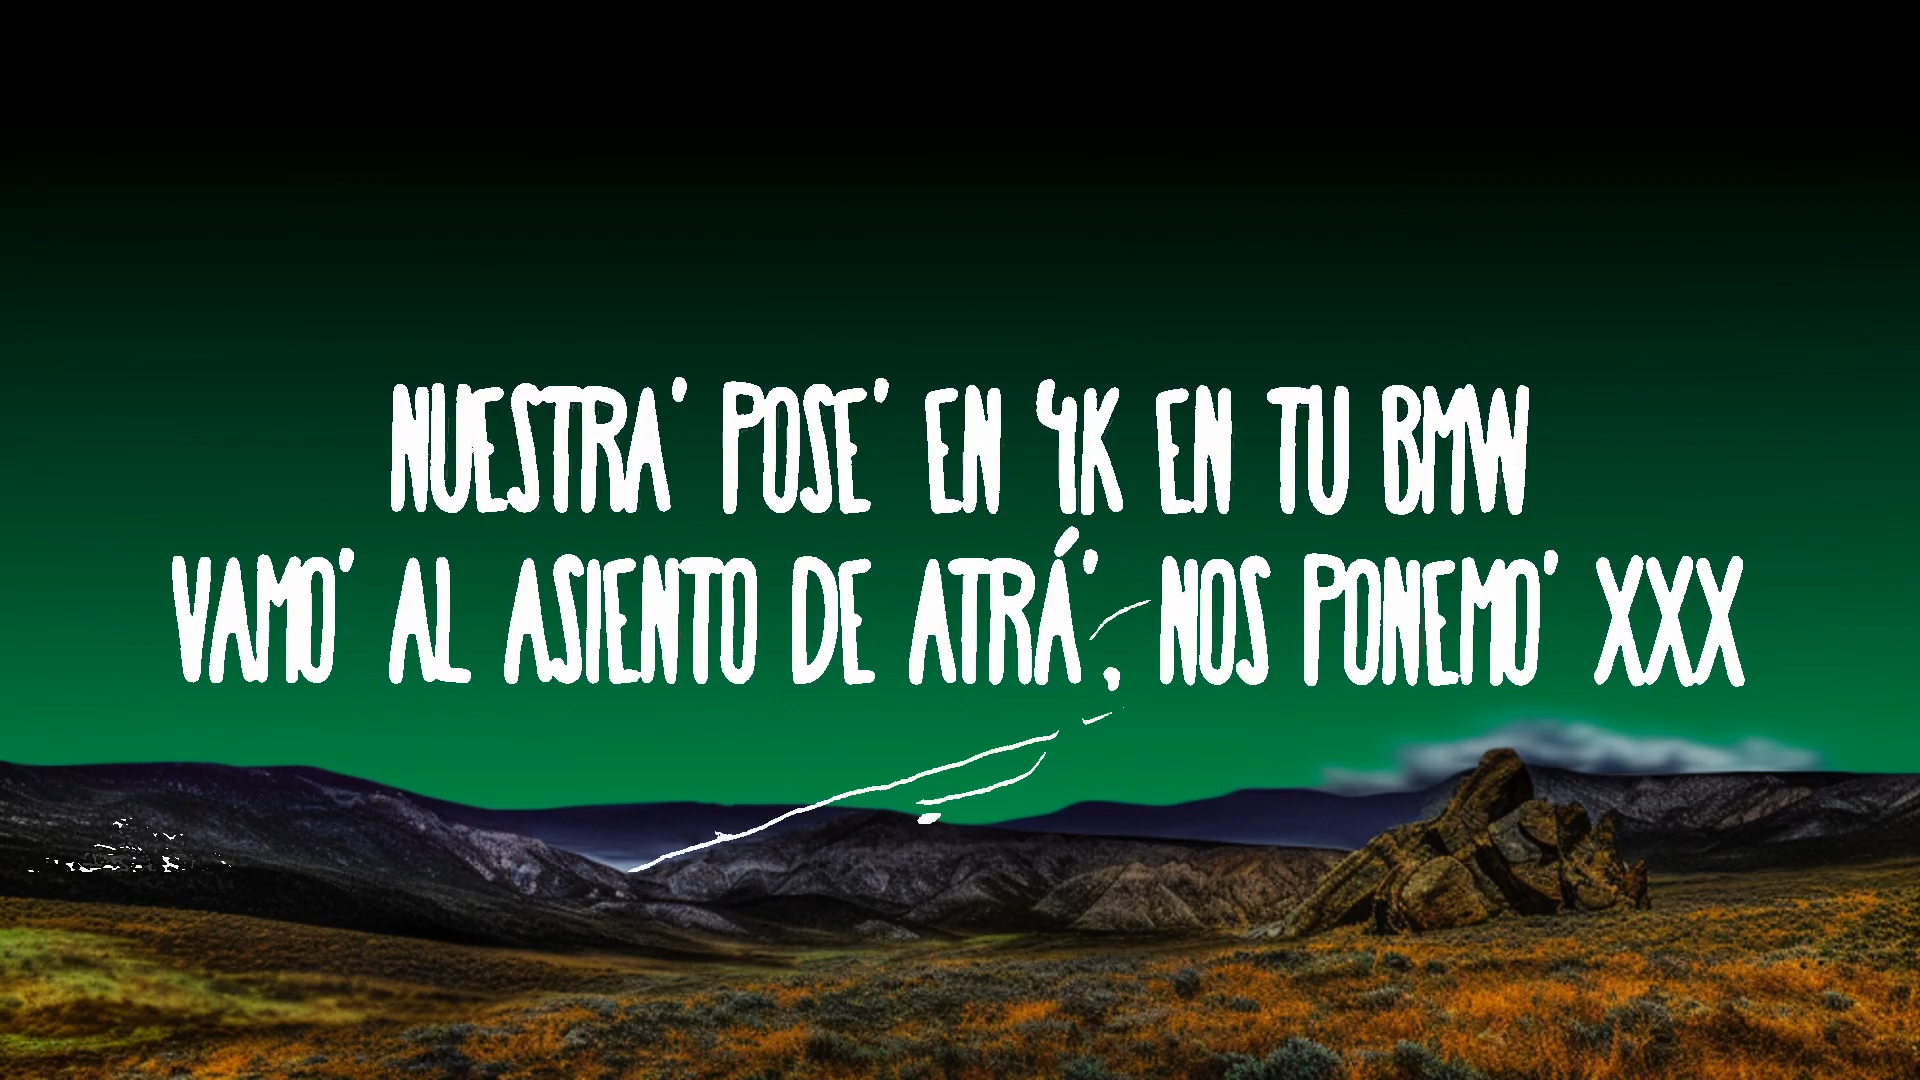 NUESTRA' POSE' EN 4K EN TU BMW
VAMO' AL ASIENTO DE ATRÁ', NOS PONEMO' XXX